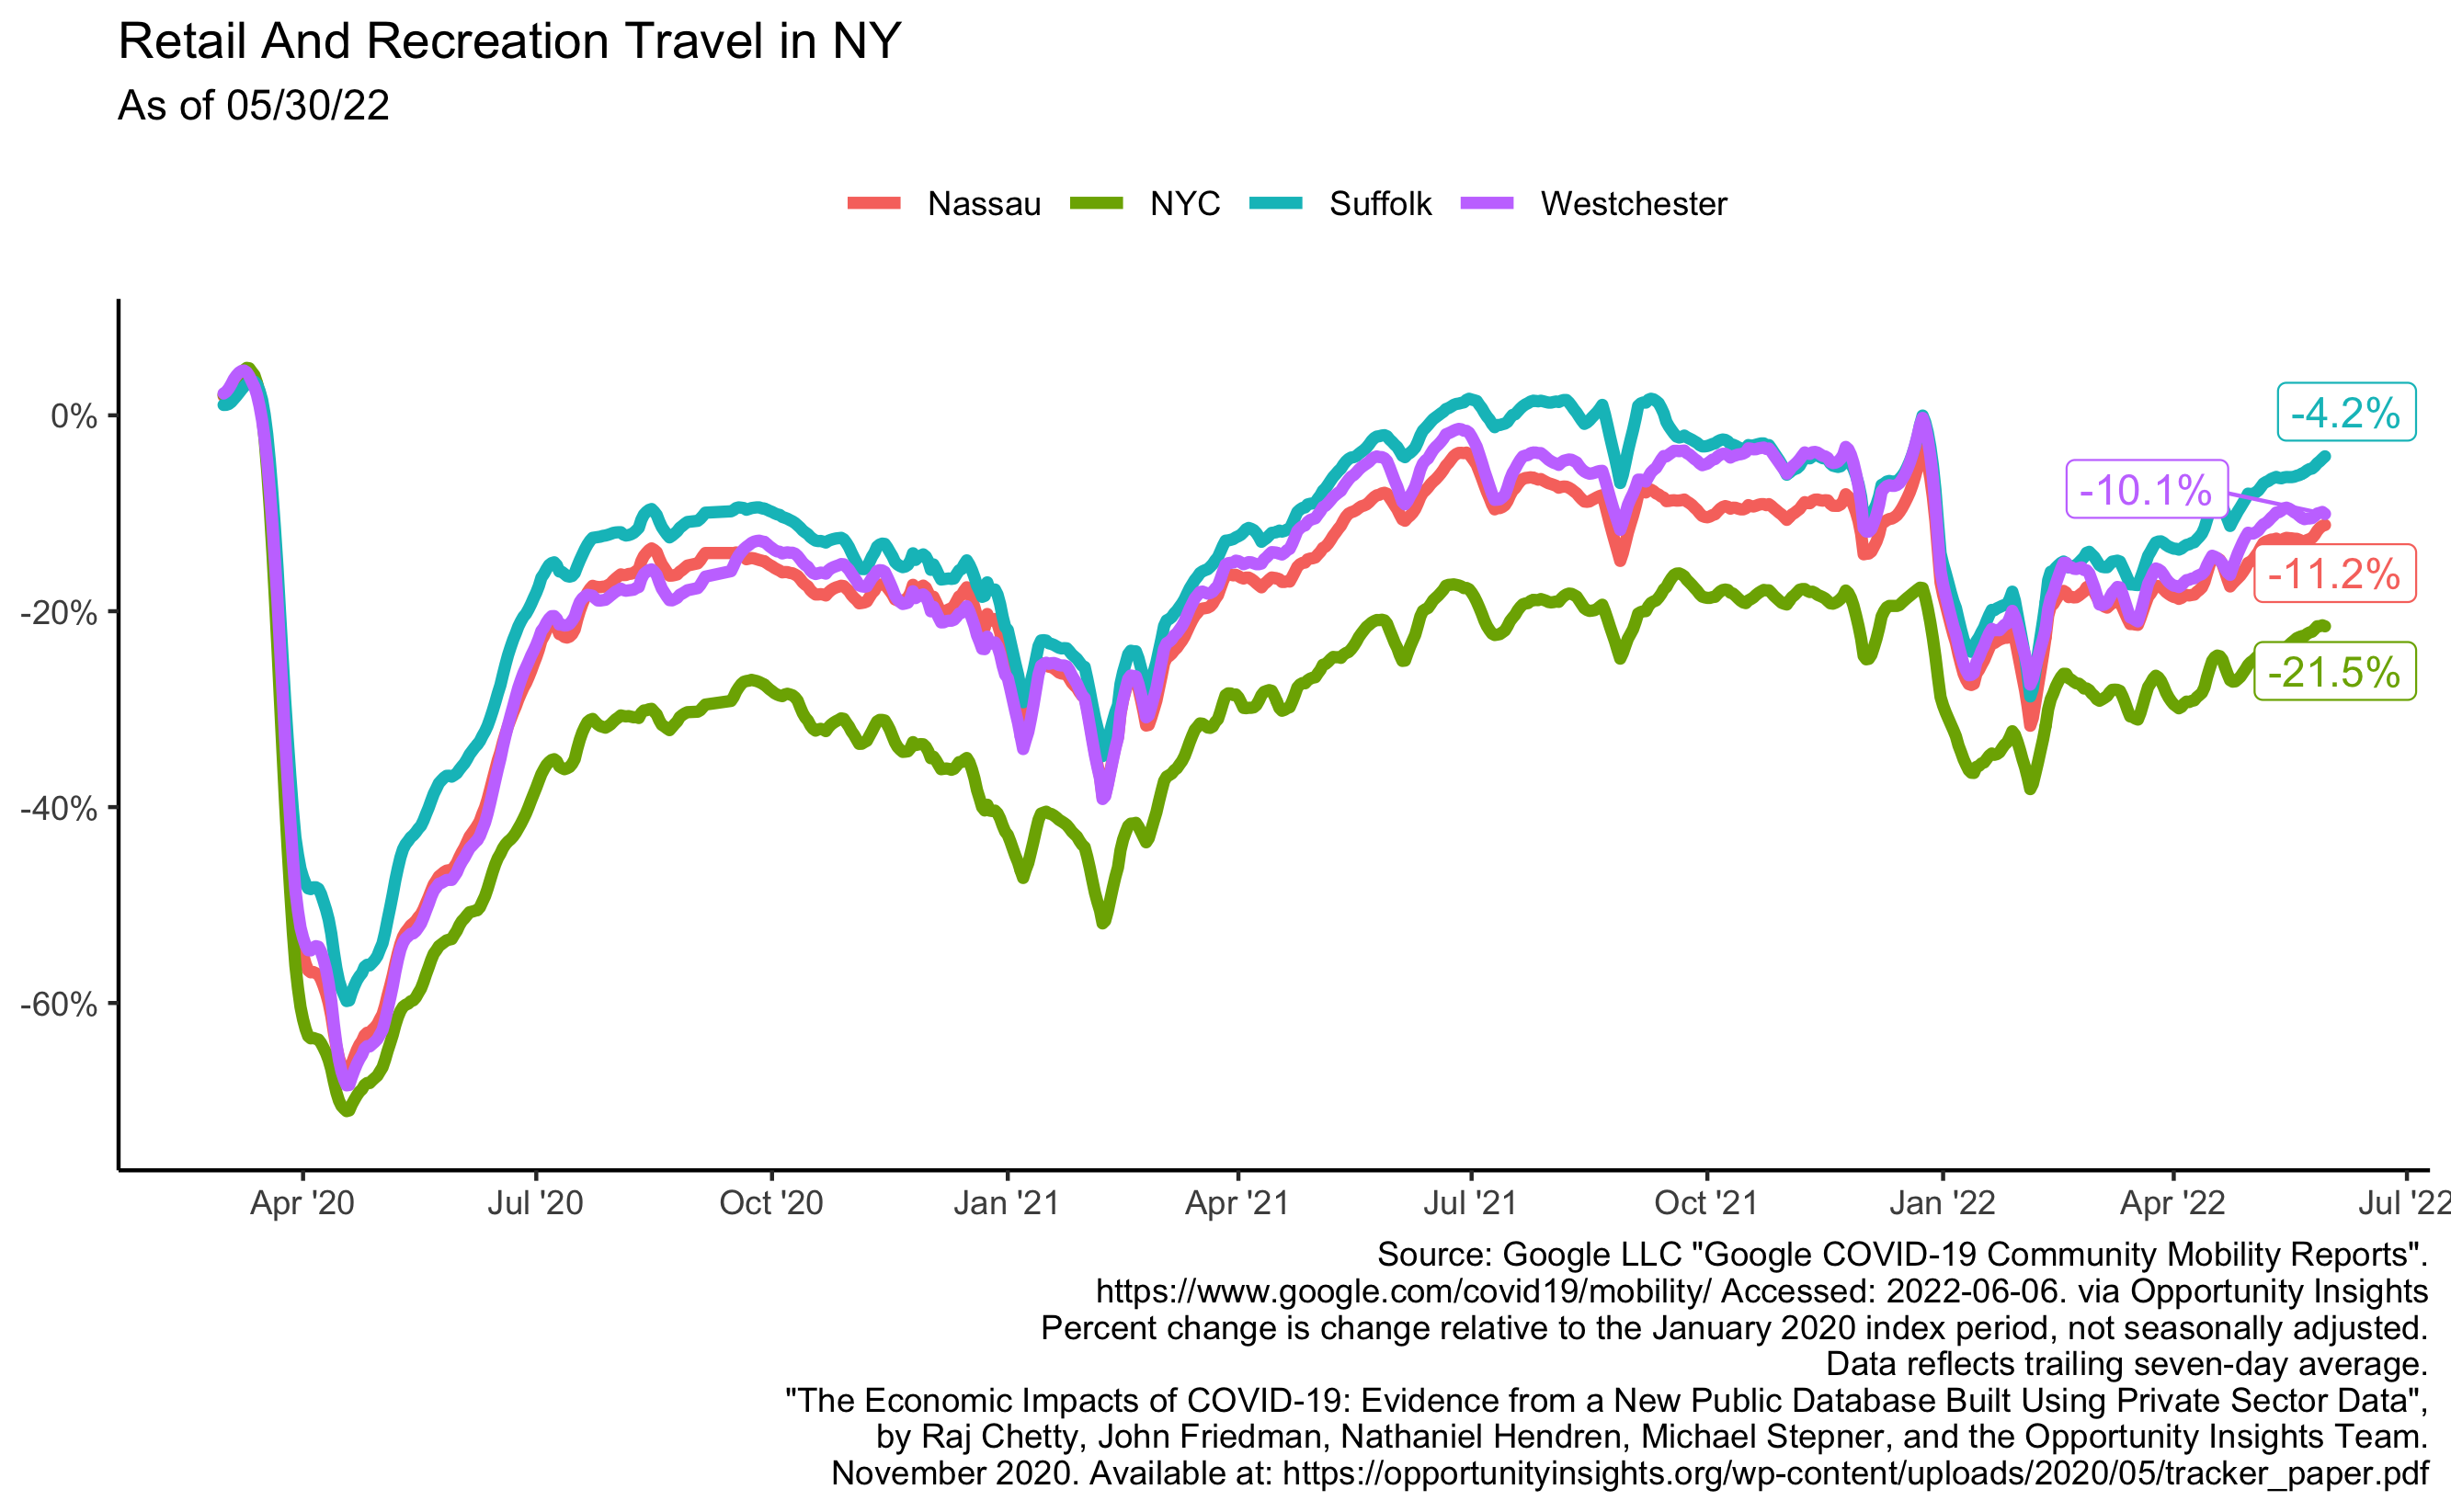 Retail And Recreation Travel in NY
As of 05/30/22
Nassau NYC Suffolk Westchester
0%
-20%
-40%
-60%
-4.2%
-10.1%
-11.2%
-21.5%
Apr '20 Jul '20 Oct '20 Jan '21 Apr '21 Jul '21 Oct '21 Jan '22 Apr '22 Jul '22
Source: Google LLC "Google COVID-19 Community Mobility Reports".
https://www.google.com/covid19/mobility/ Accessed: 2022-06-06. via Opportunity Insights
Percent change is change relative to the January 2020 index period, not seasonally adjusted.
Data reflects trailing seven-day average.
"The Economic Impacts of COVID-19: Evidence from a New Public Database Built Using Private Sector Data",
by Raj Chetty, John Friedman, Nathaniel Hendren, Michael Stepner, and the Opportunity Insights Team.
November 2020. Available at: https://opportunityinsights.org/wp-content/uploads/2020/05/tracker_paper.pdf